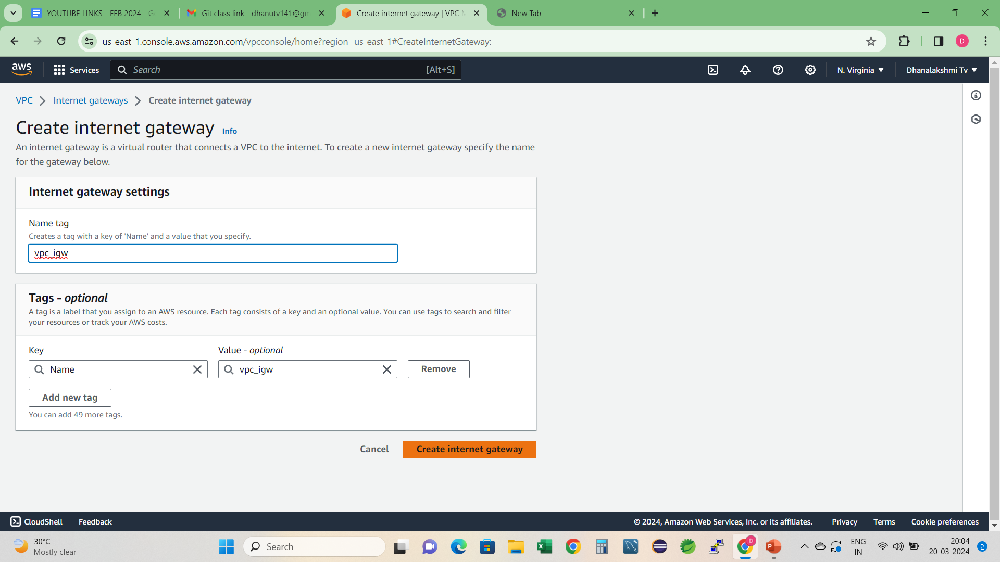 YOUTUBE LINKS - FEB 2024 - G
Git class link - dhanutv141@gm
Create internet gateway | VPC M
New Tab
us-east-1.console.aws.amazon.com/vpcconsole/home?region=us-east-1#CreateInternetGateway:
D
aws
Services
Search
[Alt+S]
N. Virginia
Dhanalakshmi Tv
VPC
Internet gateways
Create internet gateway
Create internet gateway Info
An internet gateway is a virtual router that connects a VPC to the internet. To create a new internet gateway specify the name
for the gateway below.
Internet gateway settings
Name tag
Creates a tag with a key of 'Name' and a value that you specify.
vpc_igw
Tags - optional
A tag is a label that you assign to an AWS resource. Each tag consists of a key and an optional value. You can use tags to search and filter
your resources or track your AWS costs.
Key
Value - optional
Name
vpc_igw
Remove
Add new tag
You can add 49 more tags.
Cancel
Create internet gateway
CloudShell
Feedback
© 2024, Amazon Web Services, Inc. or its affiliates.
Privacy
Terms
Cookie preferences
30°C
Mostly clear
Search
D
ENG
IN
20:04
20-03-2024
2